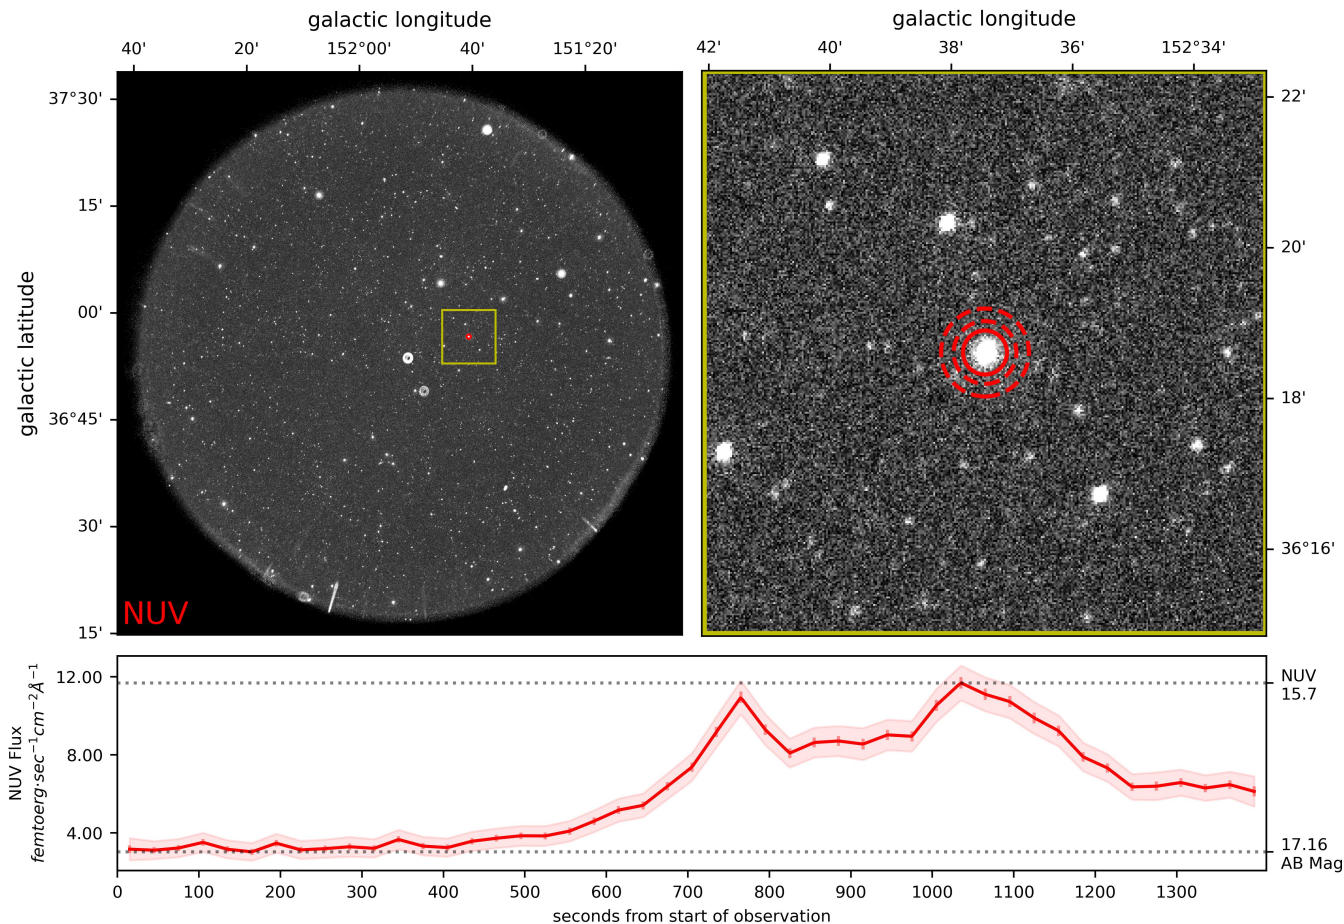 galactic longitude
40' 20' 152°00' 40' 151°20'
galactic longitude
42' 40' 38' 36' 152°34'
galactic latitude
37°30'
15'
00'
36°45'
30'
15'
NUV
22'
20'
18'
36°16'
NUV Flux
femtoerg·sec⁻¹cm⁻²Å⁻¹
12.00
8.00
4.00
NUV
15.7
17.16
AB Mag
0 100 200 300 400 500 600 700 800 900 1000 1100 1200 1300
seconds from start of observation